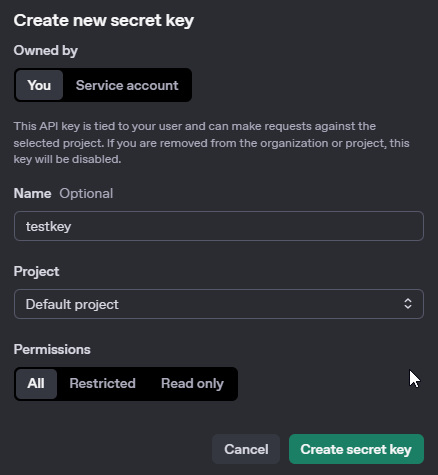 Create new secret key
Owned by
You Service account
This API key is tied to your user and can make requests against the
selected project. If you are removed from the organization or project, this
key will be disabled.
Name Optional
testkey
Project
Default project
Permissions
All Restricted Read only
Cancel Create secret key